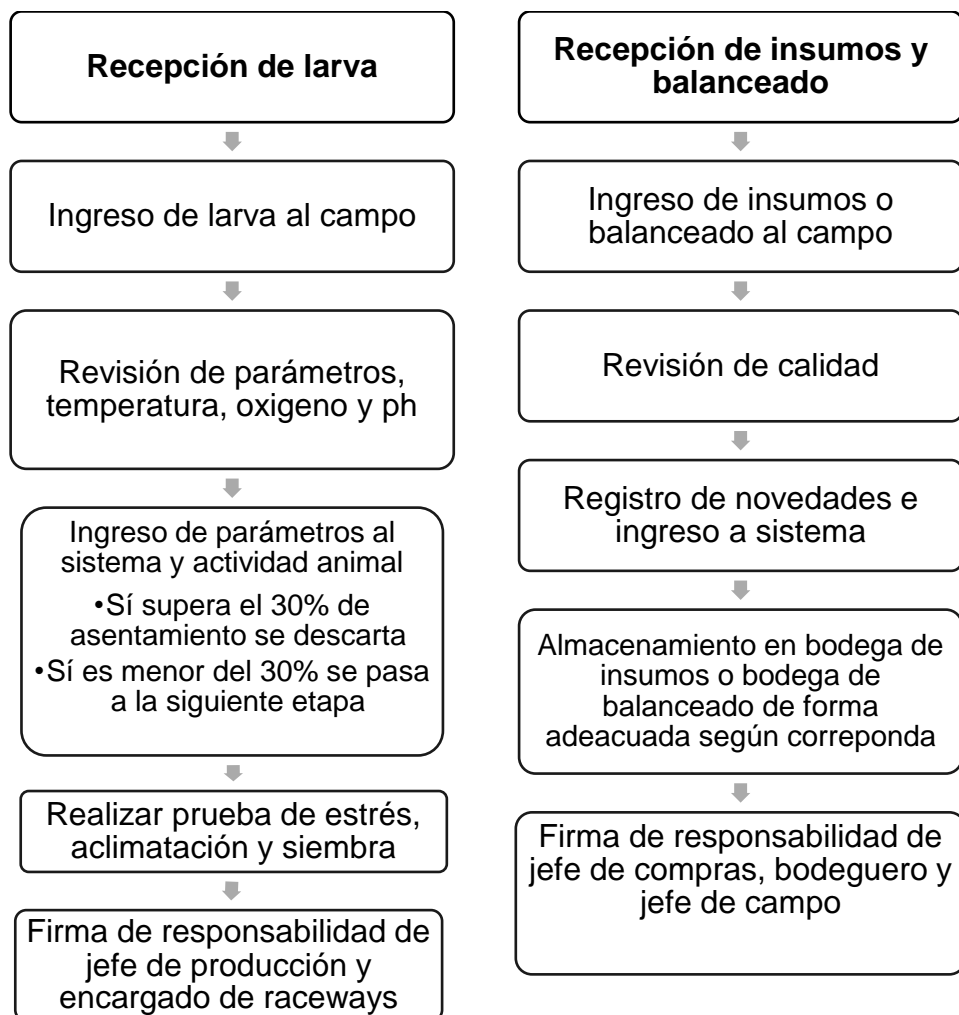 Recepción de larva
Ingreso de larva al campo
Revisión de parámetros,
temperatura, oxigeno y ph
Ingreso de parámetros al
sistema y actividad animal
•Sí supera el 30% de
asentamiento se descarta
•Sí es menor del 30% se pasa
a la siguiente etapa
Realizar prueba de estrés,
aclimatación y siembra
Firma de responsabilidad de
jefe de producción y
encargado de raceways
Recepción de insumos y
balanceado
Ingreso de insumos o
balanceado al campo
Revisión de calidad
Registro de novedades e
ingreso a sistema
Almacenamiento en bodega de
insumos o bodega de
balanceado de forma
adeacuada según correponda
Firma de responsabilidad de
jefe de compras, bodeguero y
jefe de campo